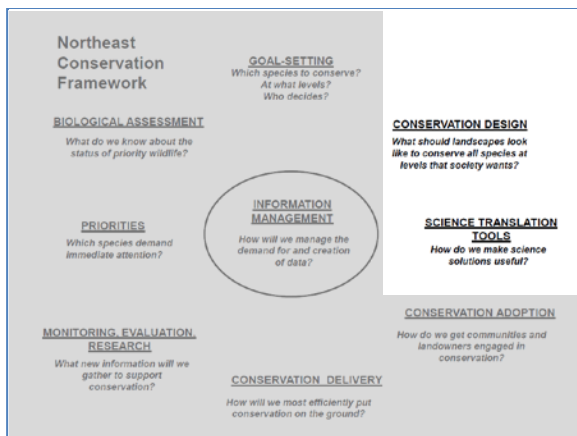 Northeast
Conservation
Framework
GOAL-SETTING
Which species to conserve?
At what levels?
Who decides?
BIOLOGICAL ASSESSMENT
What do we know about the
status of priority wildlife?
CONSERVATION DESIGN
What should landscapes look
like to conserve all species at
levels that society wants?
INFORMATION
MANAGEMENT
How will we manage the
demand for and creation
of data?
PRIORITIES
Which species demand
immediate attention?
SCIENCE TRANSLATION
TOOLS
How do we make science
solutions useful?
CONSERVATION ADOPTION
How do we get communities and
landowners engaged in
conservation?
MONITORING, EVALUATION,
RESEARCH
What new information will we
gather to support
conservation?
CONSERVATION DELIVERY
How will we most efficiently put
conservation on the ground?